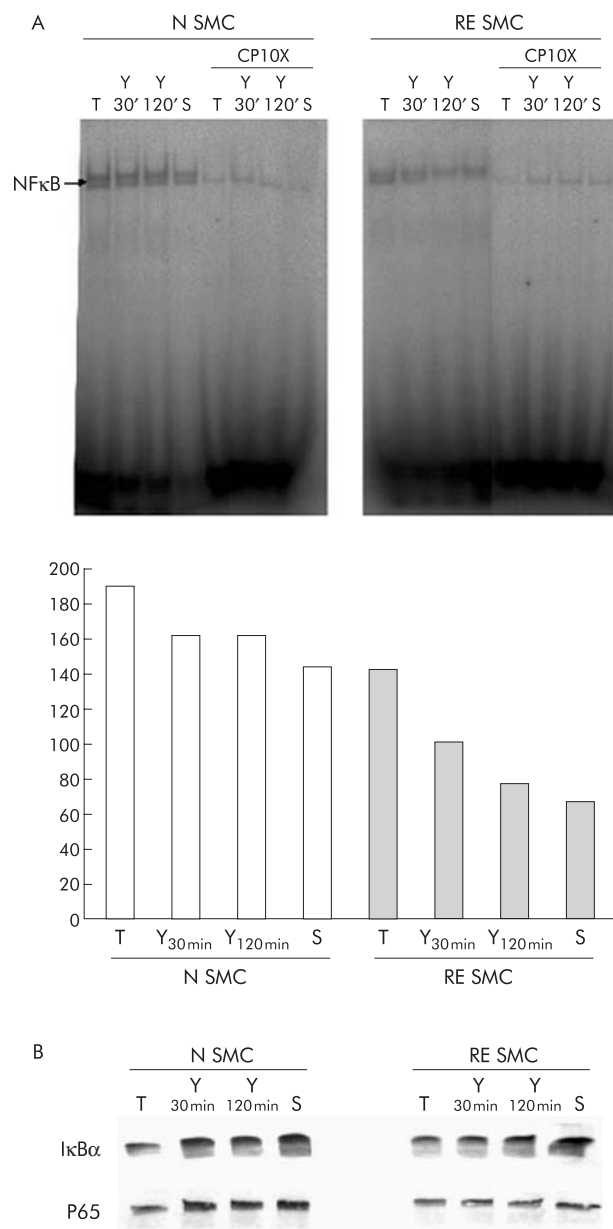 A
N SMC
RE SMC
CP10X
CP10X
Y Y Y Y
T 30′ 120′ S T 30′ 120′ S
Y Y Y Y
T 30′ 120′ S T 30′ 120′ S
NFκB
200
180
160
140
120
100
80
60
40
20
0
T Y30min Y120min S T Y30min Y120min S
N SMC RE SMC
B
N SMC
RE SMC
Y Y
T 30min 120min S
Y Y
T 30min 120min S
IκBα
P65